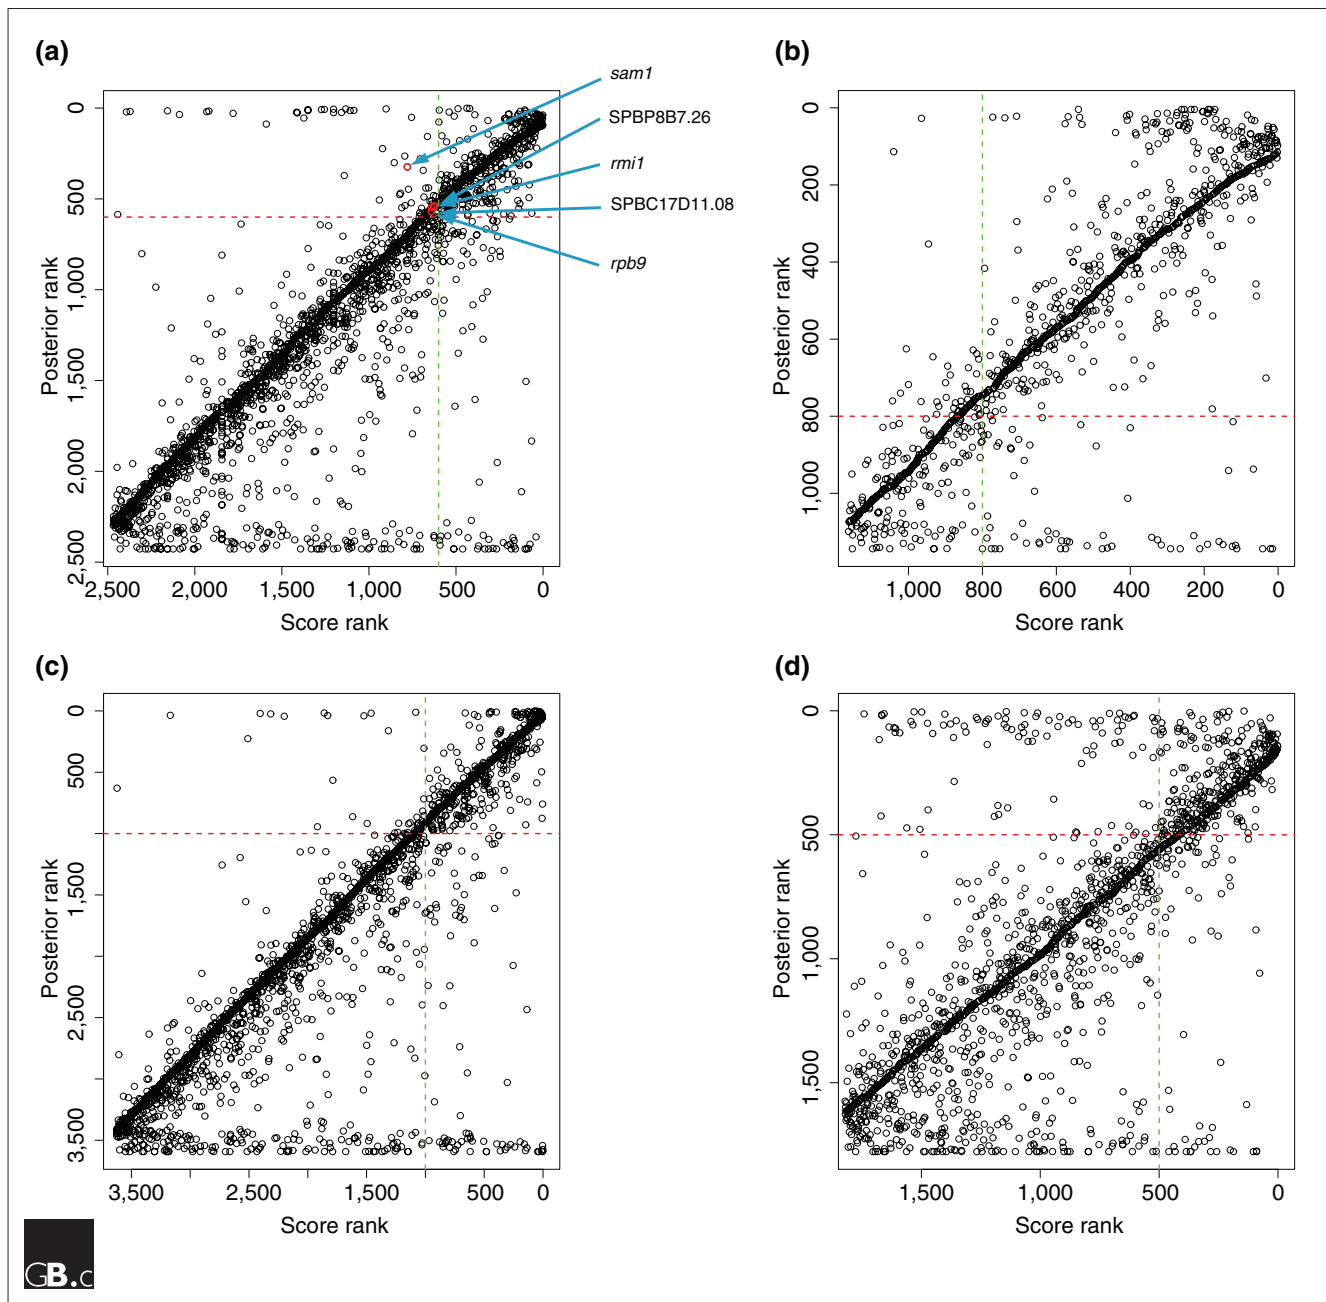 (a)
sam1
SPBP8B7.26
rmi1
SPBC17D11.08
rpb9
Posterior rank
0
500
1,000
1,500
2,000
2,500
2,500 2,000 1,500 1,000 500 0
Score rank
(b)
Posterior rank
0
200
400
600
800
1,000
1,000 800 600 400 200 0
Score rank
(c)
Posterior rank
0
500
1,500
2,500
3,500
3,500 2,500 1,500 500 0
Score rank
(d)
Posterior rank
0
500
1,000
1,500
1,500 1,000 500 0
Score rank
GB.c